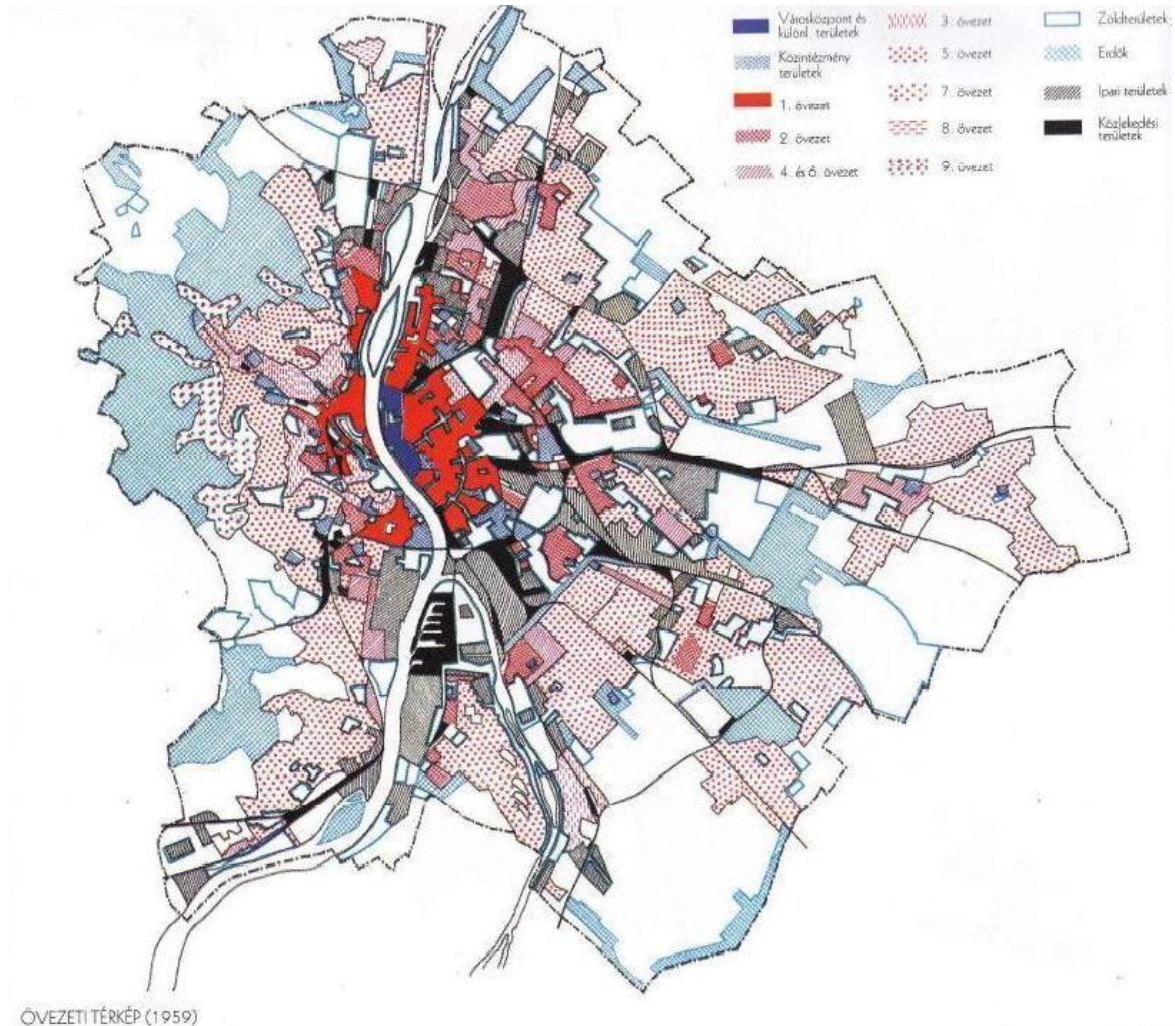 Városközpont és
különl. területek
Közintézmény
területek
1. övezet
2. övezet
4. és 6. övezet
3. övezet
5. övezet
7. övezet
8. övezet
9. üvezet
Zöldterületek
Erdők
Ipari területek
Közlekedési
területek
ÖVEZETI TÉRKÉP (1959)